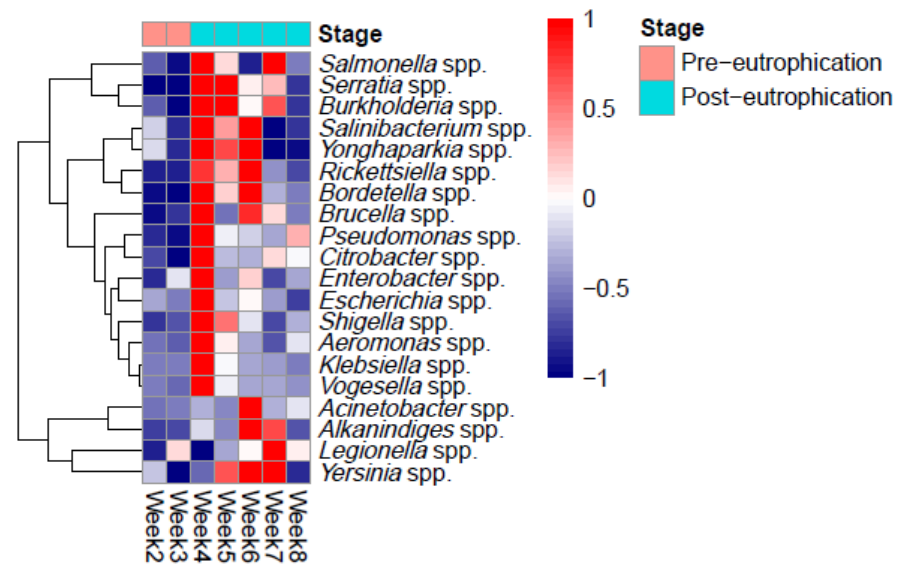 Stage
Salmonella spp.
Serratia spp.
Burkholderia spp.
Salinibacterium spp.
Yonghaparkia spp.
Rickettsiella spp.
Bordetella spp.
Brucella spp.
Pseudomonas spp.
Citrobacter spp.
Enterobacter spp.
Escherichia spp.
Shigella spp.
Aeromonas spp.
Klebsiella spp.
Vogesella spp.
Acinetobacter spp.
Alkanindiges spp.
Legionella spp.
Yersinia spp.
Week2
Week3
Week4
Week5
Week6
Week7
Week8
1
0.5
0
−0.5
−1
Stage
Pre−eutrophication
Post−eutrophication